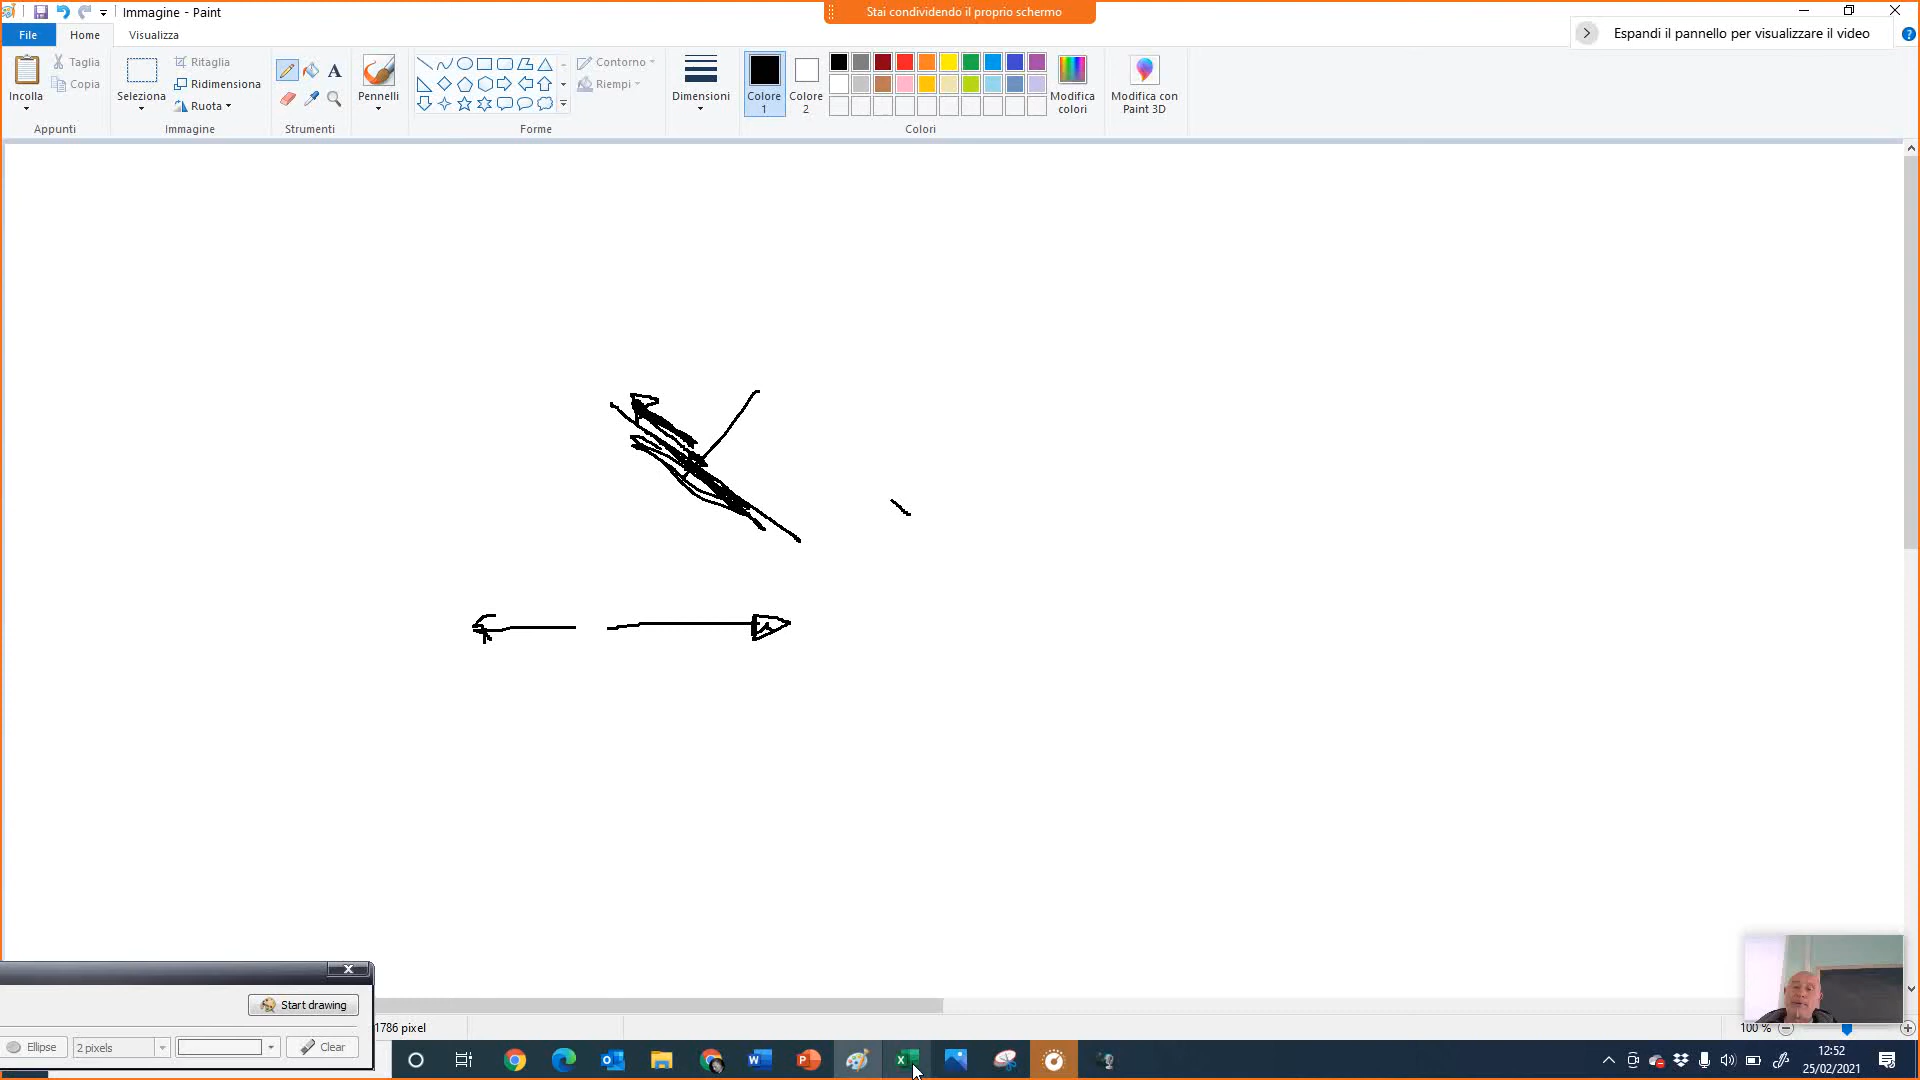 Immagine - Paint
Stai condividendo il proprio schermo
File Home Visualizza
Espandi il pannello per visualizzare il video
Incolla
Taglia
Copia
Appunti
Seleziona
Ritaglia
Ridimensiona
Ruota
Immagine
A
Strumenti
Pennelli
Contorno
Riempi
Forme
Dimensioni
Colore 1
Colore 2
Modifica colori
Colori
Modifica con Paint 3D
Start drawing
Ellipse 2 pixels Clear
1786 pixel
100 %
12:52
25/02/2021